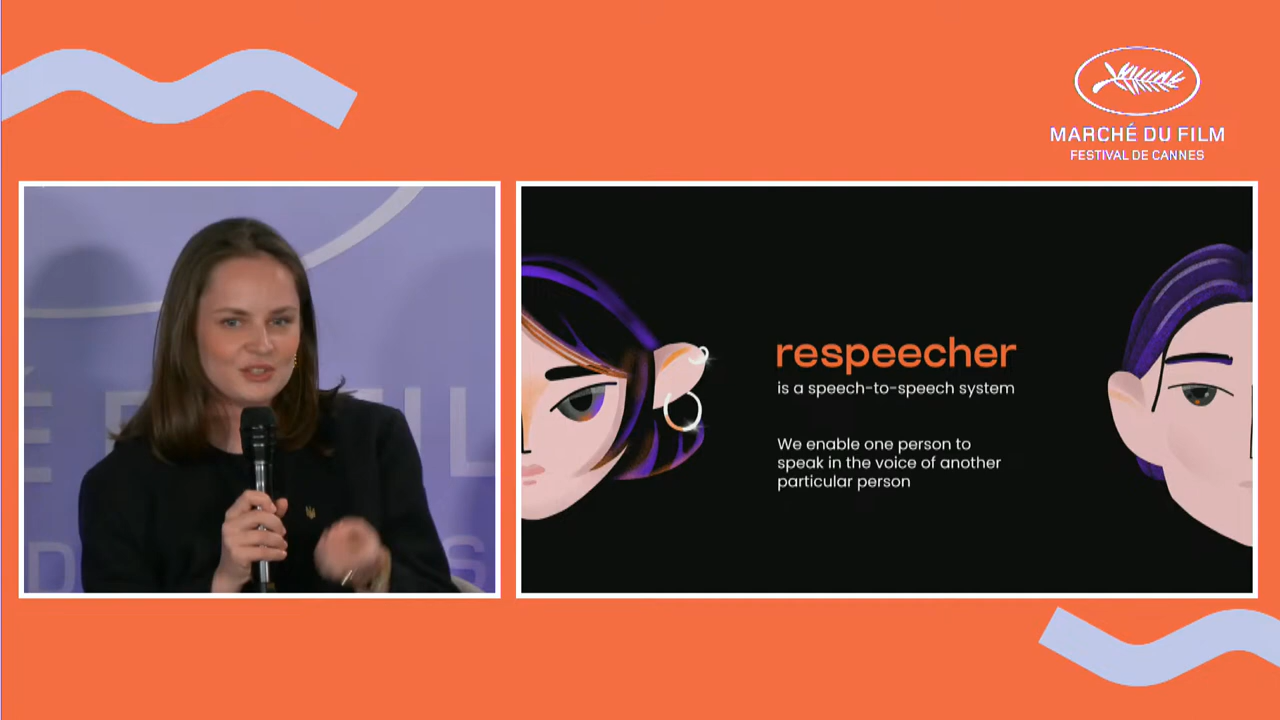 MARCHÉ DU FILM
FESTIVAL DE CANNES
respeecher
is a speech-to-speech system
We enable one person to
speak in the voice of another
particular person